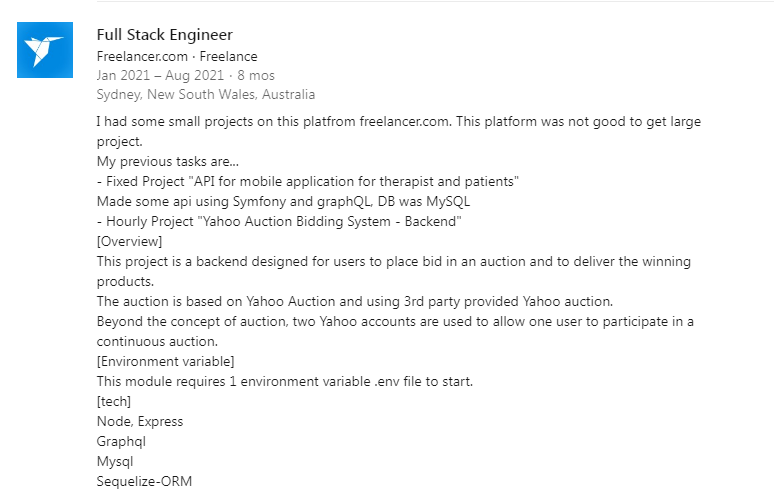 Full Stack Engineer
Freelancer.com · Freelance
Jan 2021 – Aug 2021 · 8 mos
Sydney, New South Wales, Australia
I had some small projects on this platfrom freelancer.com. This platform was not good to get large
project.
My previous tasks are...
- Fixed Project "API for mobile application for therapist and patients"
Made some api using Symfony and graphQL, DB was MySQL
- Hourly Project "Yahoo Auction Bidding System - Backend"
[Overview]
This project is a backend designed for users to place bid in an auction and to deliver the winning
products.
The auction is based on Yahoo Auction and using 3rd party provided Yahoo auction.
Beyond the concept of auction, two Yahoo accounts are used to allow one user to participate in a
continuous auction.
[Environment variable]
This module requires 1 environment variable .env file to start.
[tech]
Node, Express
Graphql
Mysql
Sequelize-ORM